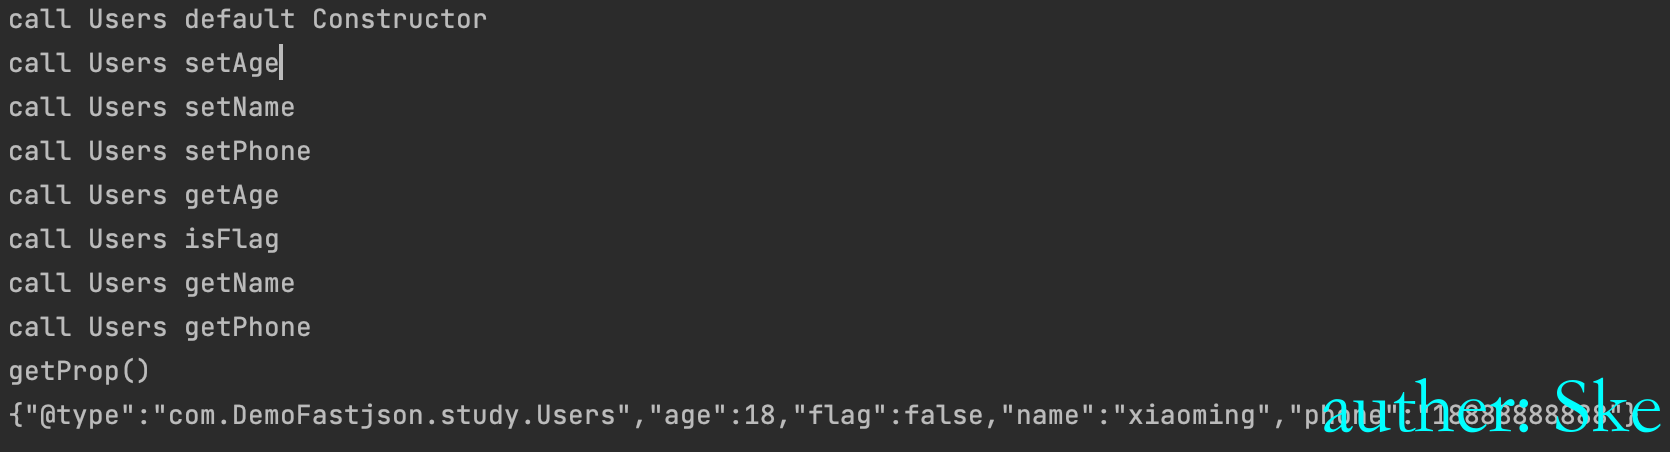 call Users default Constructor
call Users setAge
call Users setName
call Users setPhone
call Users getAge
call Users isFlag
call Users getName
call Users getPhone
getProp()
{"@type":"com.DemoFastjson.study.Users","age":18,"flag":false,"name":"xiaoming","phone":"18888888888"}
auther: Ske